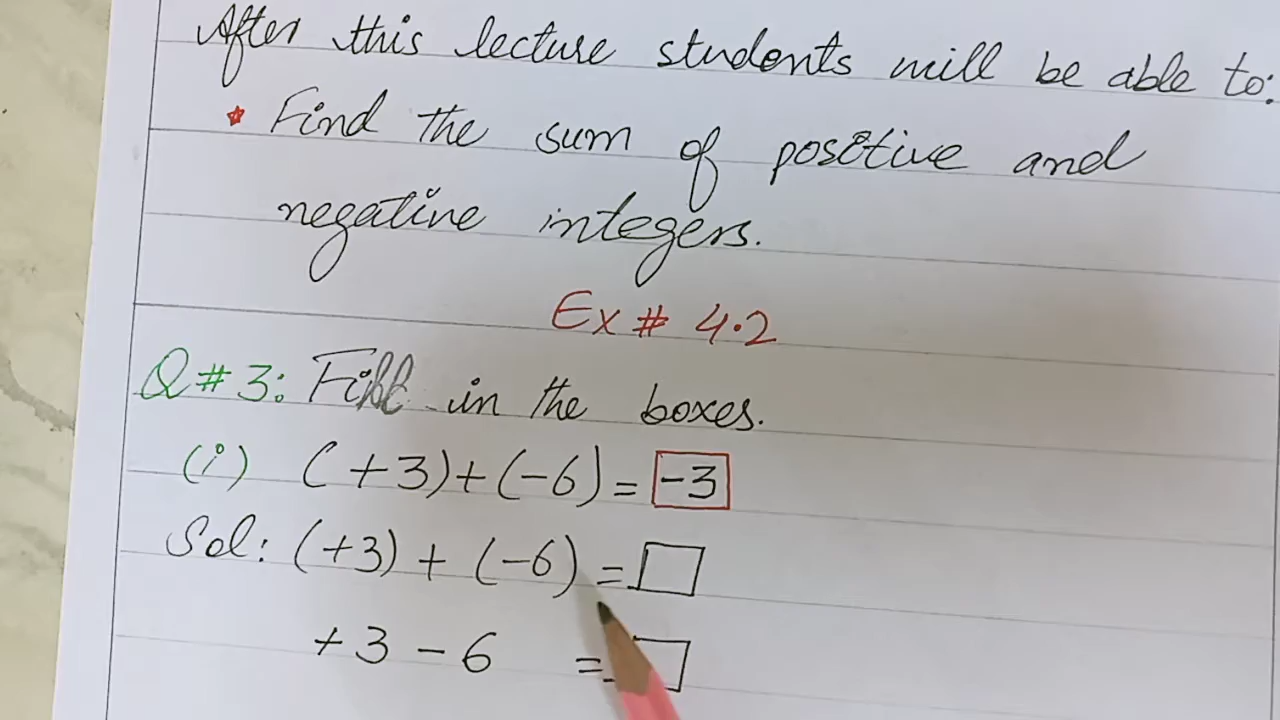 After this lecture students will be able to:
* Find the sum of positive and
negative integers.
Ex # 4.2
Q # 3: Fill in the boxes.
(i) (+3)+(-6) = -3
Sol: (+3) + (-6) = □
+3 - 6 = □